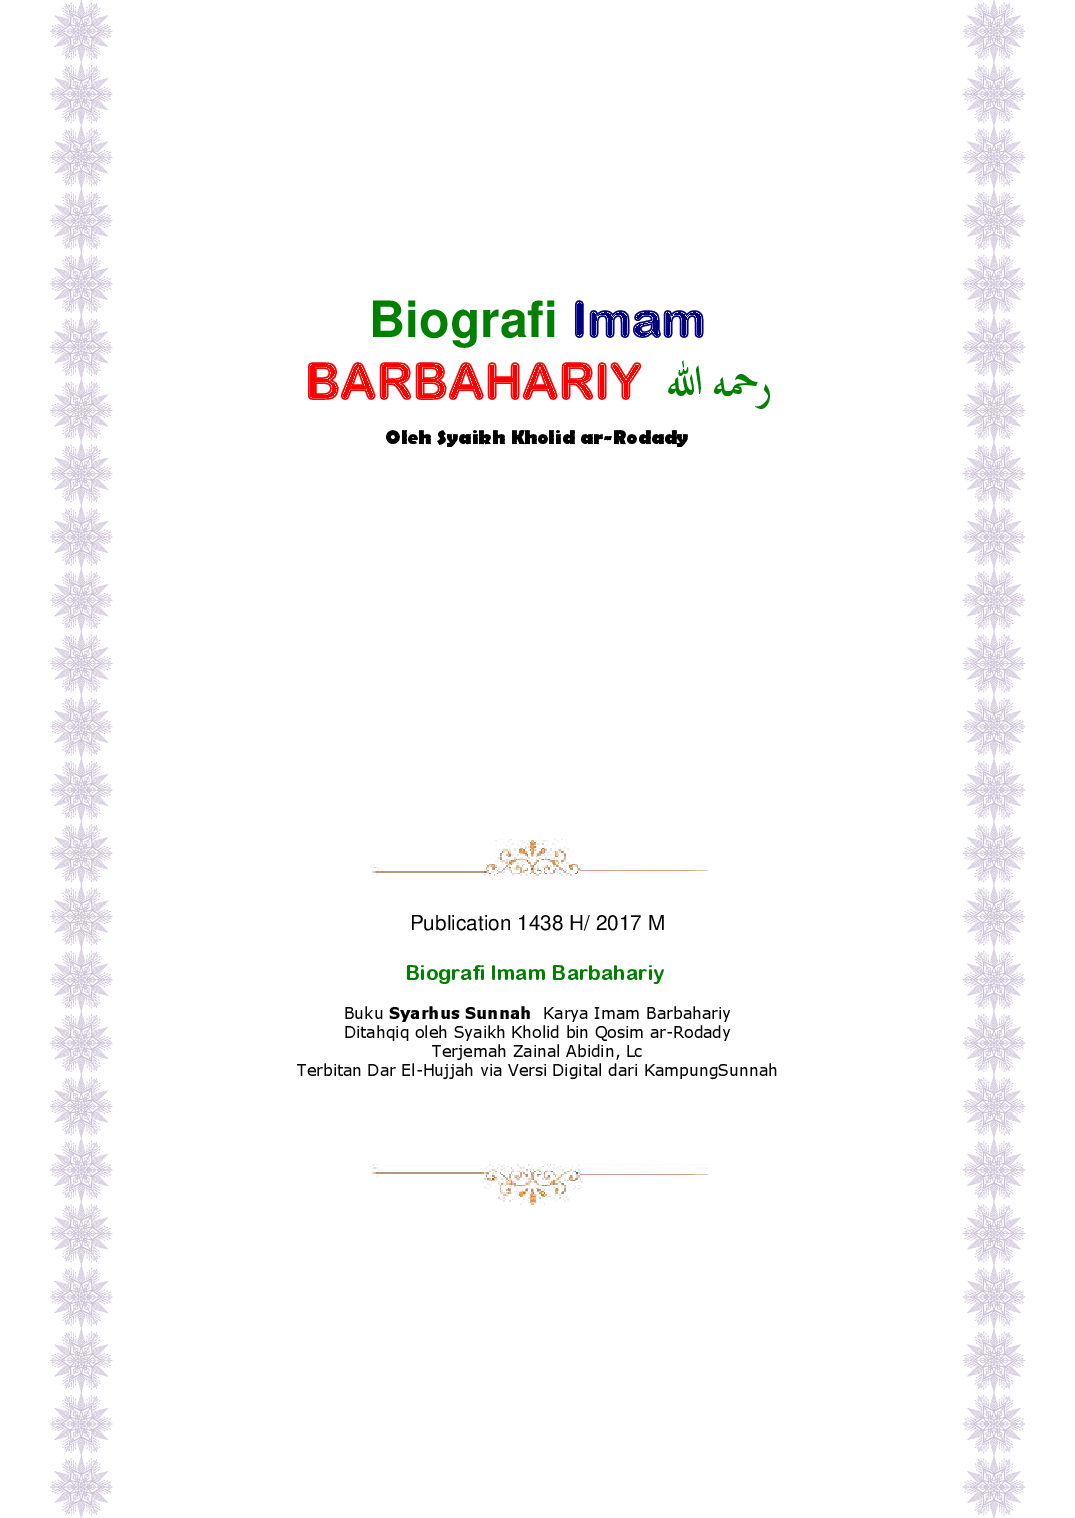 Biografi Imam
BARBAHARIY رحمه الله
Oleh Syaikh Kholid ar-Rodady
Publication 1438 H/ 2017 M
Biografi Imam Barbahariy
Buku Syarhus Sunnah Karya Imam Barbahariy
Ditahqiq oleh Syaikh Kholid bin Qosim ar-Rodady
Terjemah Zainal Abidin, Lc
Terbitan Dar El-Hujjah via Versi Digital dari KampungSunnah